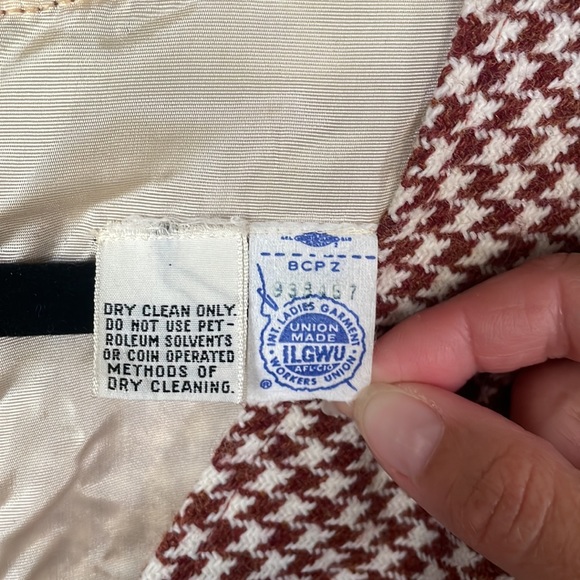 DRY CLEAN ONLY.
DO NOT USE PET-
ROLEUM SOLVENTS
OR COIN OPERATED
METHODS OF
DRY CLEANING.
BCPZ
INT. LADIES GARMENT
WORKERS UNION
UNION
MADE
ILGWU
AFL-CIO
®